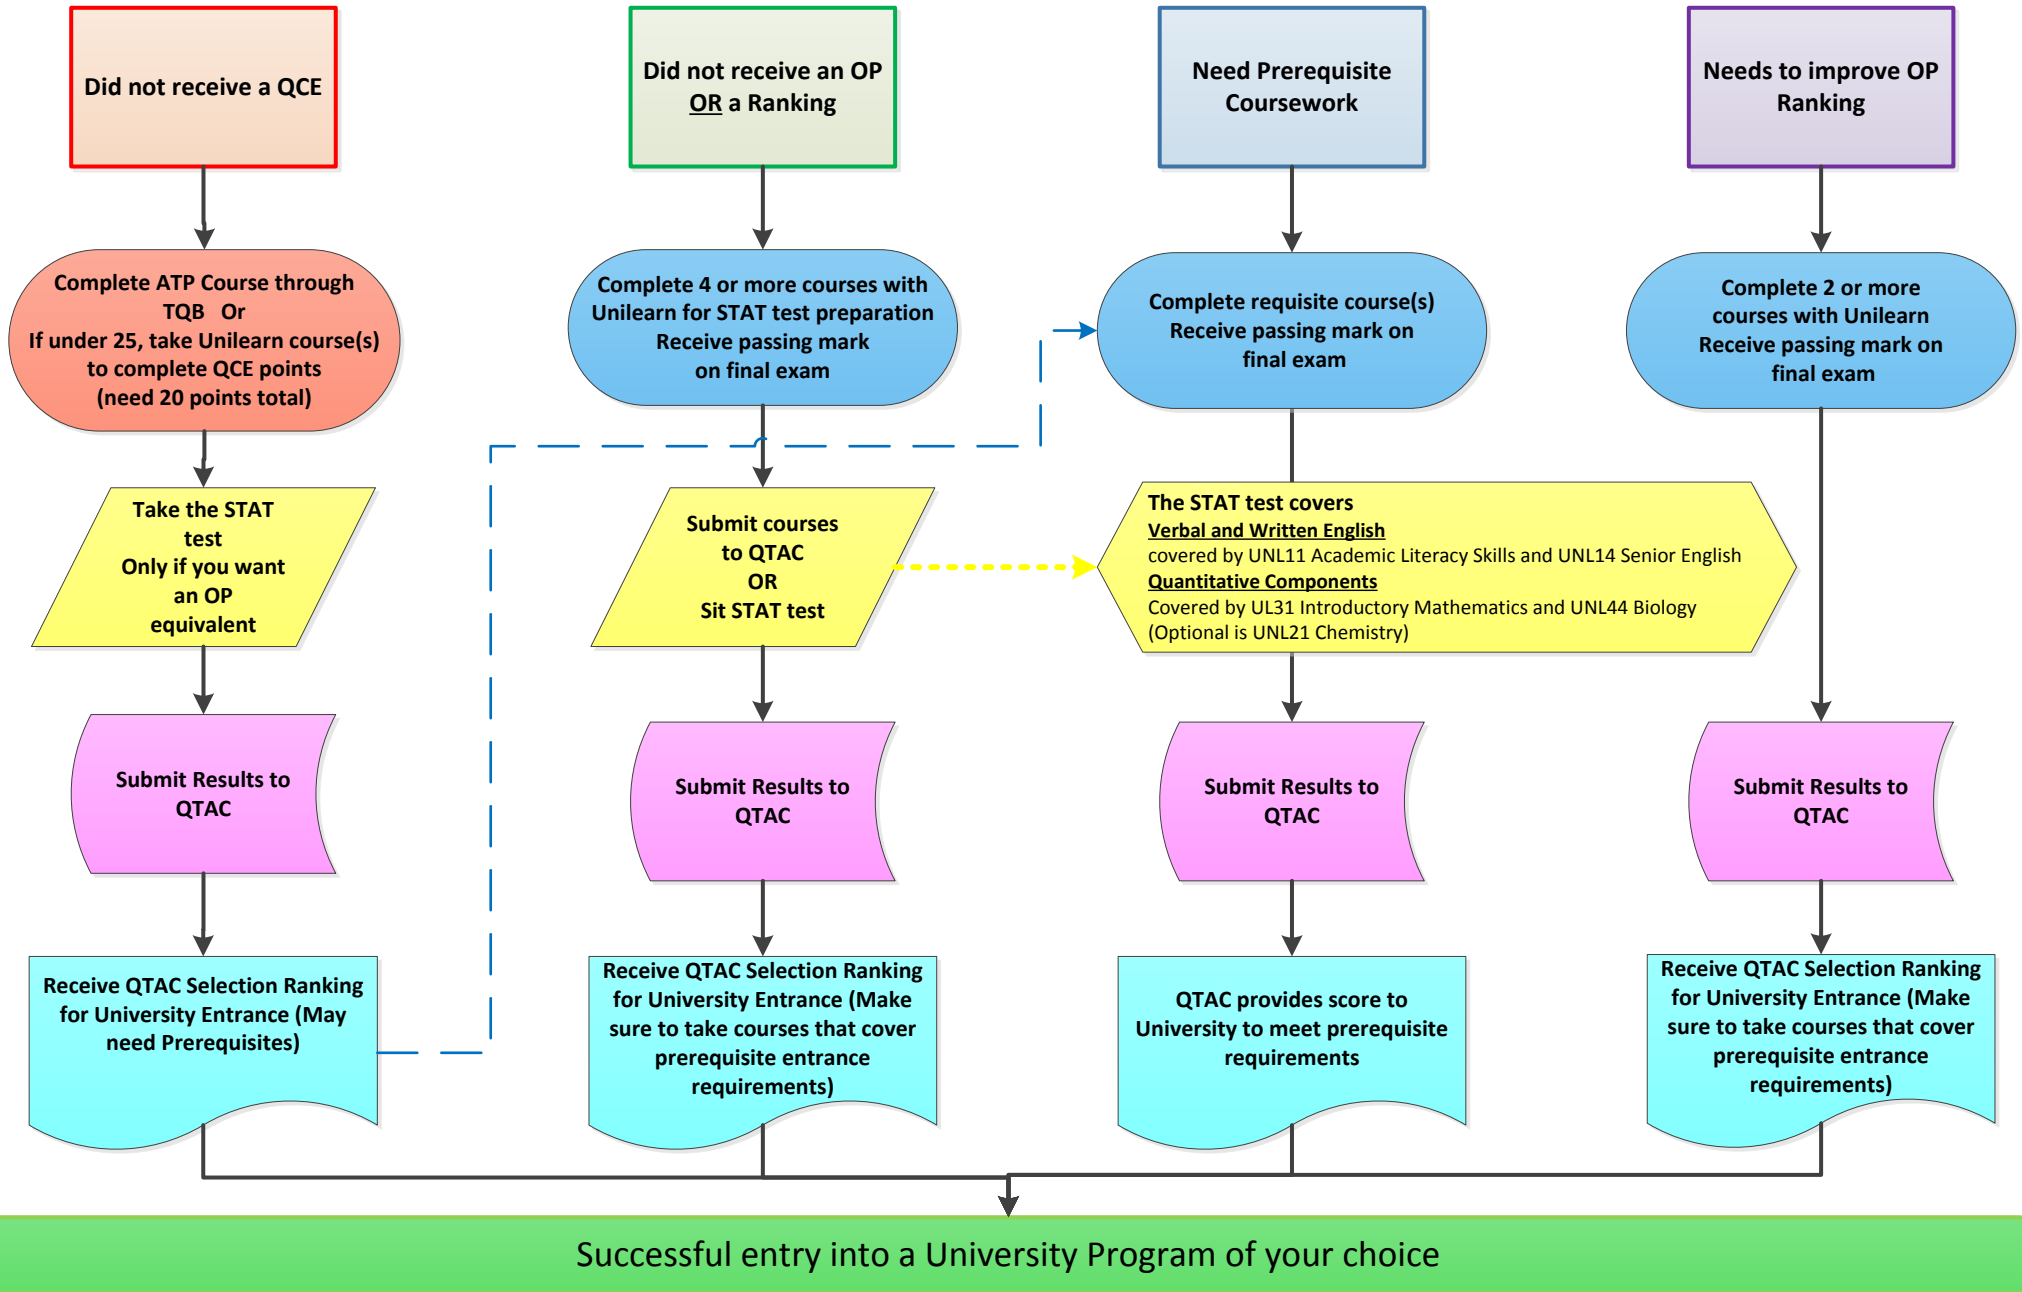 Did not receive a QCE
Did not receive an OP
OR a Ranking
Need Prerequisite
Coursework
Needs to improve OP
Ranking
Complete ATP Course through
TQB Or
If under 25, take Unilearn course(s)
to complete QCE points
(need 20 points total)
Complete 4 or more courses with
Unilearn for STAT test preparation
Receive passing mark
on final exam
Complete requisite course(s)
Receive passing mark on
final exam
Complete 2 or more
courses with Unilearn
Receive passing mark on
final exam
Take the STAT
test
Only if you want
an OP
equivalent
Submit courses
to QTAC
OR
Sit STAT test
The STAT test covers
Verbal and Written English
covered by UNL11 Academic Literacy Skills and UNL14 Senior English
Quantitative Components
Covered by UL31 Introductory Mathematics and UNL44 Biology
(Optional is UNL21 Chemistry)
Submit Results to
QTAC
Submit Results to
QTAC
Submit Results to
QTAC
Submit Results to
QTAC
Receive QTAC Selection Ranking
for University Entrance (May
need Prerequisites)
Receive QTAC Selection Ranking
for University Entrance (Make
sure to take courses that cover
prerequisite entrance
requirements)
QTAC provides score to
University to meet prerequisite
requirements
Receive QTAC Selection Ranking
for University Entrance (Make
sure to take courses that cover
prerequisite entrance
requirements)
Successful entry into a University Program of your choice